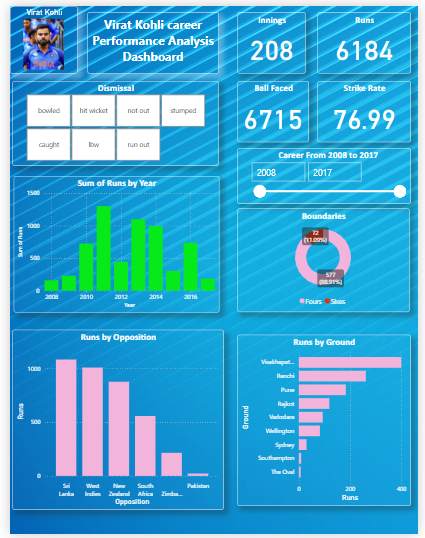 Virat Kohli
Virat Kohli career
Performance Analysis
Dashboard
Innings
208
Runs
6184
Dismissal
bowled
hit wicket
not out
stumped
caught
lbw
run out
Ball Faced
6715
Strike Rate
76.99
Career From 2008 to 2017
2008
2017
Sum of Runs by Year
Sum of Runs
1500
1000
500
0
2008
2010
2012
2014
2016
Year
Boundaries
72
(11.09%)
577
(88.91%)
Fours
Sixes
Runs by Opposition
Runs
1000
500
0
Sri
Lanka
West
Indies
New
Zealand
South
Africa
Zimba...
Pakistan
Opposition
Runs by Ground
Ground
Visakhapat...
Ranchi
Pune
Rajkot
Vadodara
Wellington
Sydney
Southampton
The Oval
0
200
400
Runs